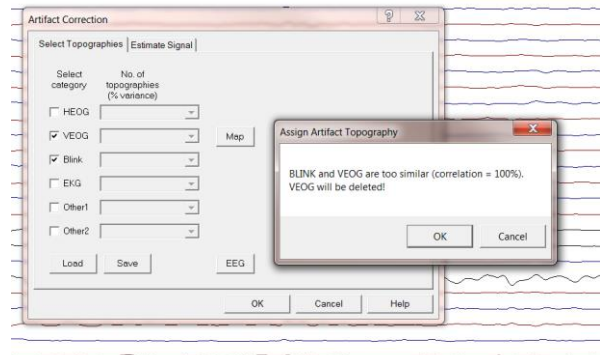 Artifact Correction
Select Topographies
Estimate Signal
Select
category
No. of
topographies
(% variance)
HEOG
VEOG
Map
Blink
EKG
Other1
Other2
Load
Save
EEG
OK
Cancel
Help
Assign Artifact Topography
BLINK and VEOG are too similar (correlation = 100%).
VEOG will be deleted!
OK
Cancel